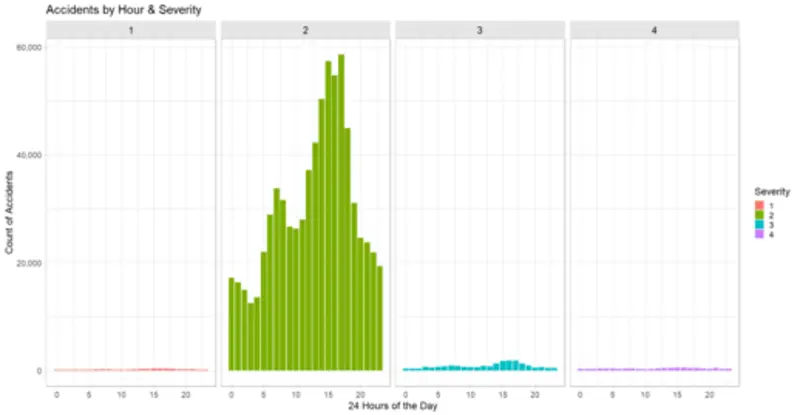 Accidents by Hour & Severity
1 2 3 4
60,000
40,000
20,000
0
Count of Accidents
0 5 10 15 20 0 5 10 15 20 0 5 10 15 20 0 5 10 15 20
24 Hours of the Day
Severity
1
2
3
4